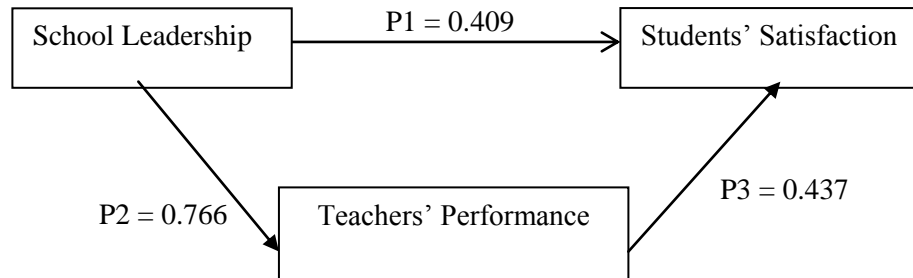 P1 = 0.409
School Leadership
Students’ Satisfaction
P2 = 0.766
P3 = 0.437
Teachers’ Performance